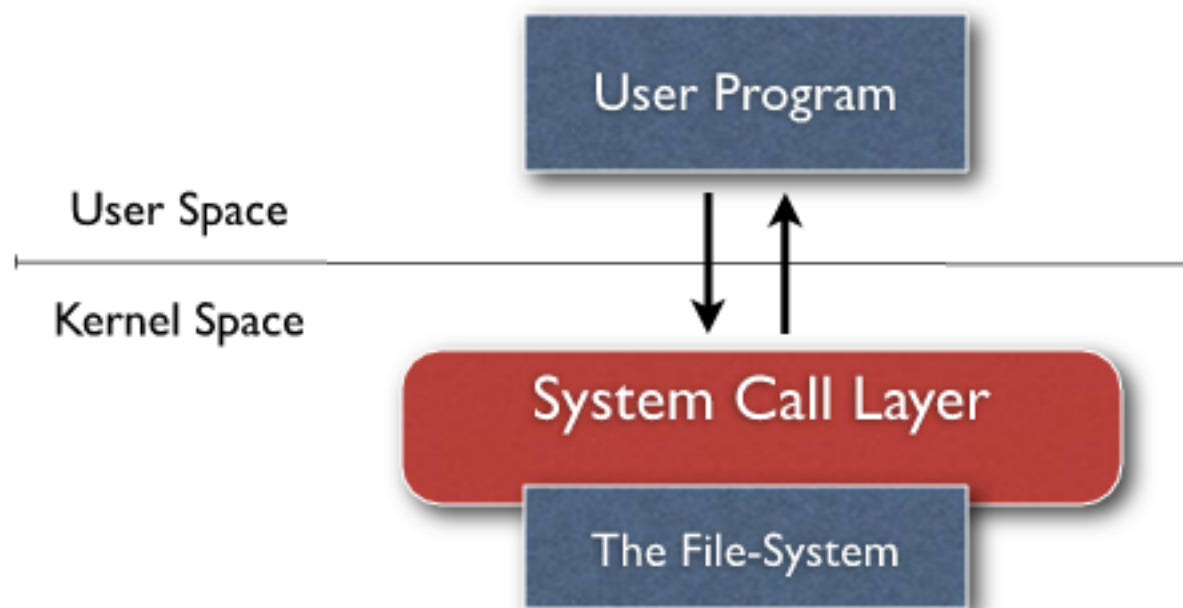 User Program
User Space
Kernel Space
System Call Layer
The File-System